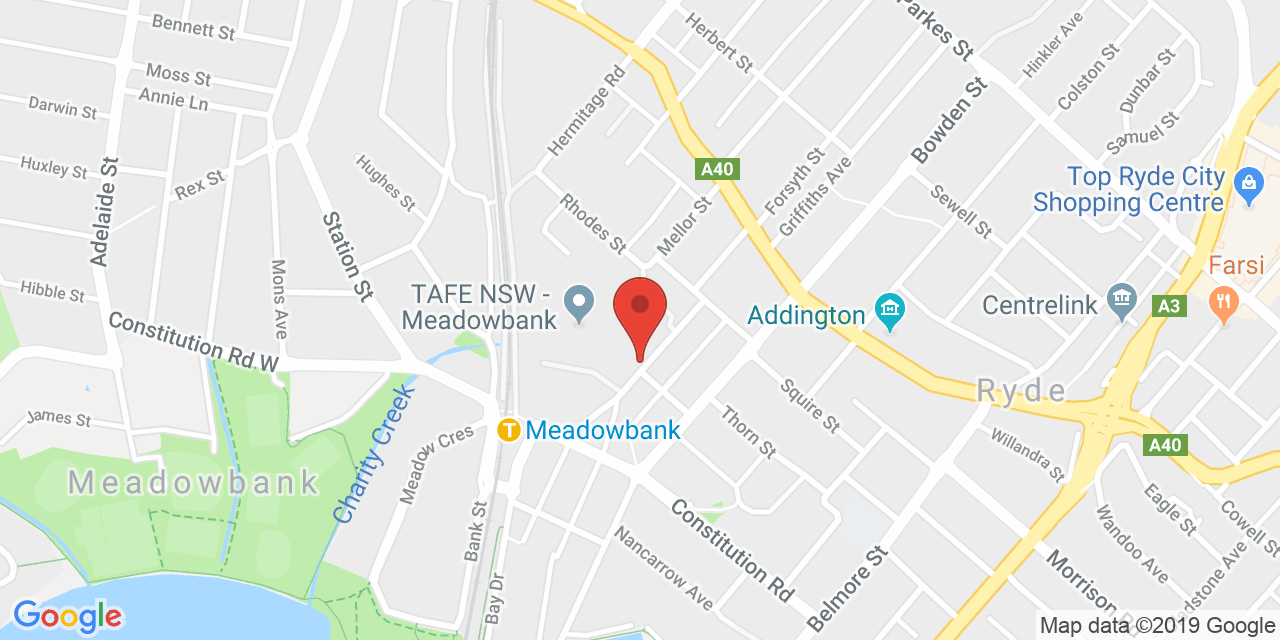 Bennett St
Herbert St
Parkes St
Hinkler Ave
Moss St
Annie Ln
Colston St
Dunbar St
Darwin St
Hermitage Rd
Bowden St
Samuel St
Huxley St
Adelaide St
Rex St
Hughes St
A40
Forsyth St
Griffiths Ave
Top Ryde City
Shopping Centre
Station St
Rhodes St
Mellor St
Sewell St
Farsi
Hibble St
Mons Ave
TAFE NSW -
Meadowbank
Addington
Centrelink
A3
Constitution Rd W
Ryde
James St
Charity Creek
Meadow Cres
T
Meadowbank
Squire St
Thorn St
Willandra St
A40
Meadowbank
Bank St
Bay Dr
Nancarrow Ave
Constitution Rd
Belmore St
Morrison R
Wandoo Ave
Eagle St
Cowell St
adstone Ave
Google
Map data ©2019 Google